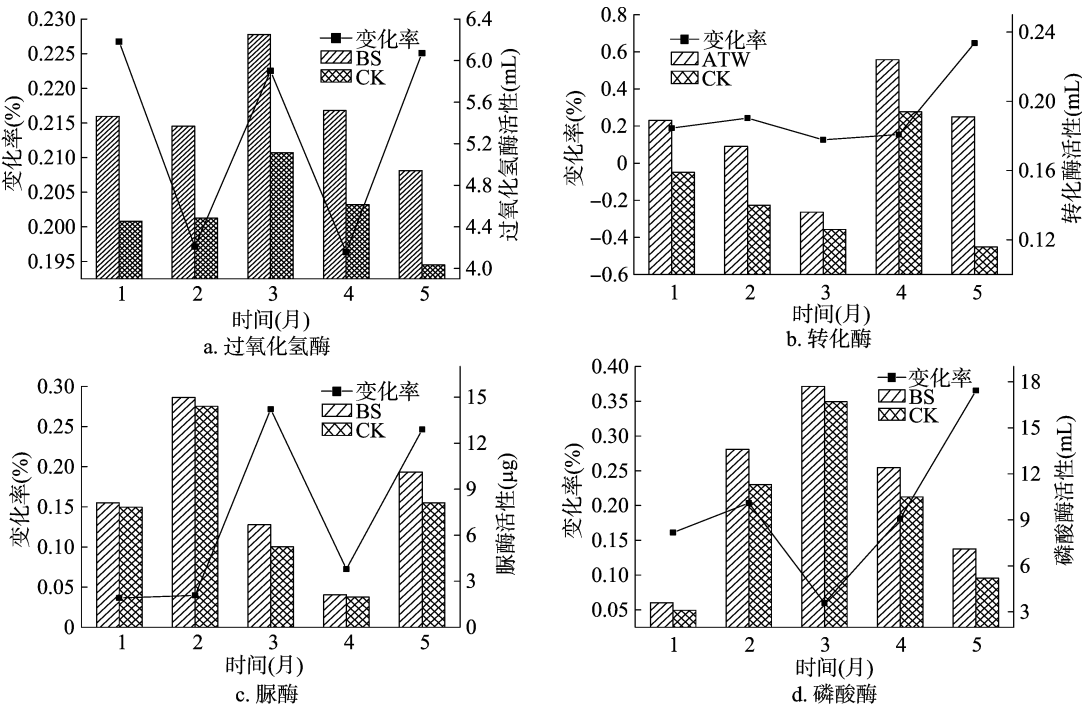 变化率(%)
0.230
0.225
0.220
0.215
0.210
0.205
0.200
0.195
变化率
BS
CK
6.4
6.0
5.6
5.2
4.8
4.4
4.0
过氧化氢酶活性(mL)
1 2 3 4 5
时间(月)
a. 过氧化氢酶
变化率(%)
0.8
0.6
0.4
0.2
0
−0.2
−0.4
−0.6
变化率
ATW
CK
0.24
0.20
0.16
0.12
转化酶活性(mL)
1 2 3 4 5
时间(月)
b. 转化酶
变化率(%)
0.30
0.25
0.20
0.15
0.10
0.05
0
变化率
BS
CK
15
12
9
6
3
0
脲酶活性(μg)
1 2 3 4 5
时间(月)
c. 脲酶
变化率(%)
0.40
0.35
0.30
0.25
0.20
0.15
0.10
0.05
变化率
BS
CK
18
15
12
9
6
3
磷酸酶活性(mL)
1 2 3 4 5
时间(月)
d. 磷酸酶